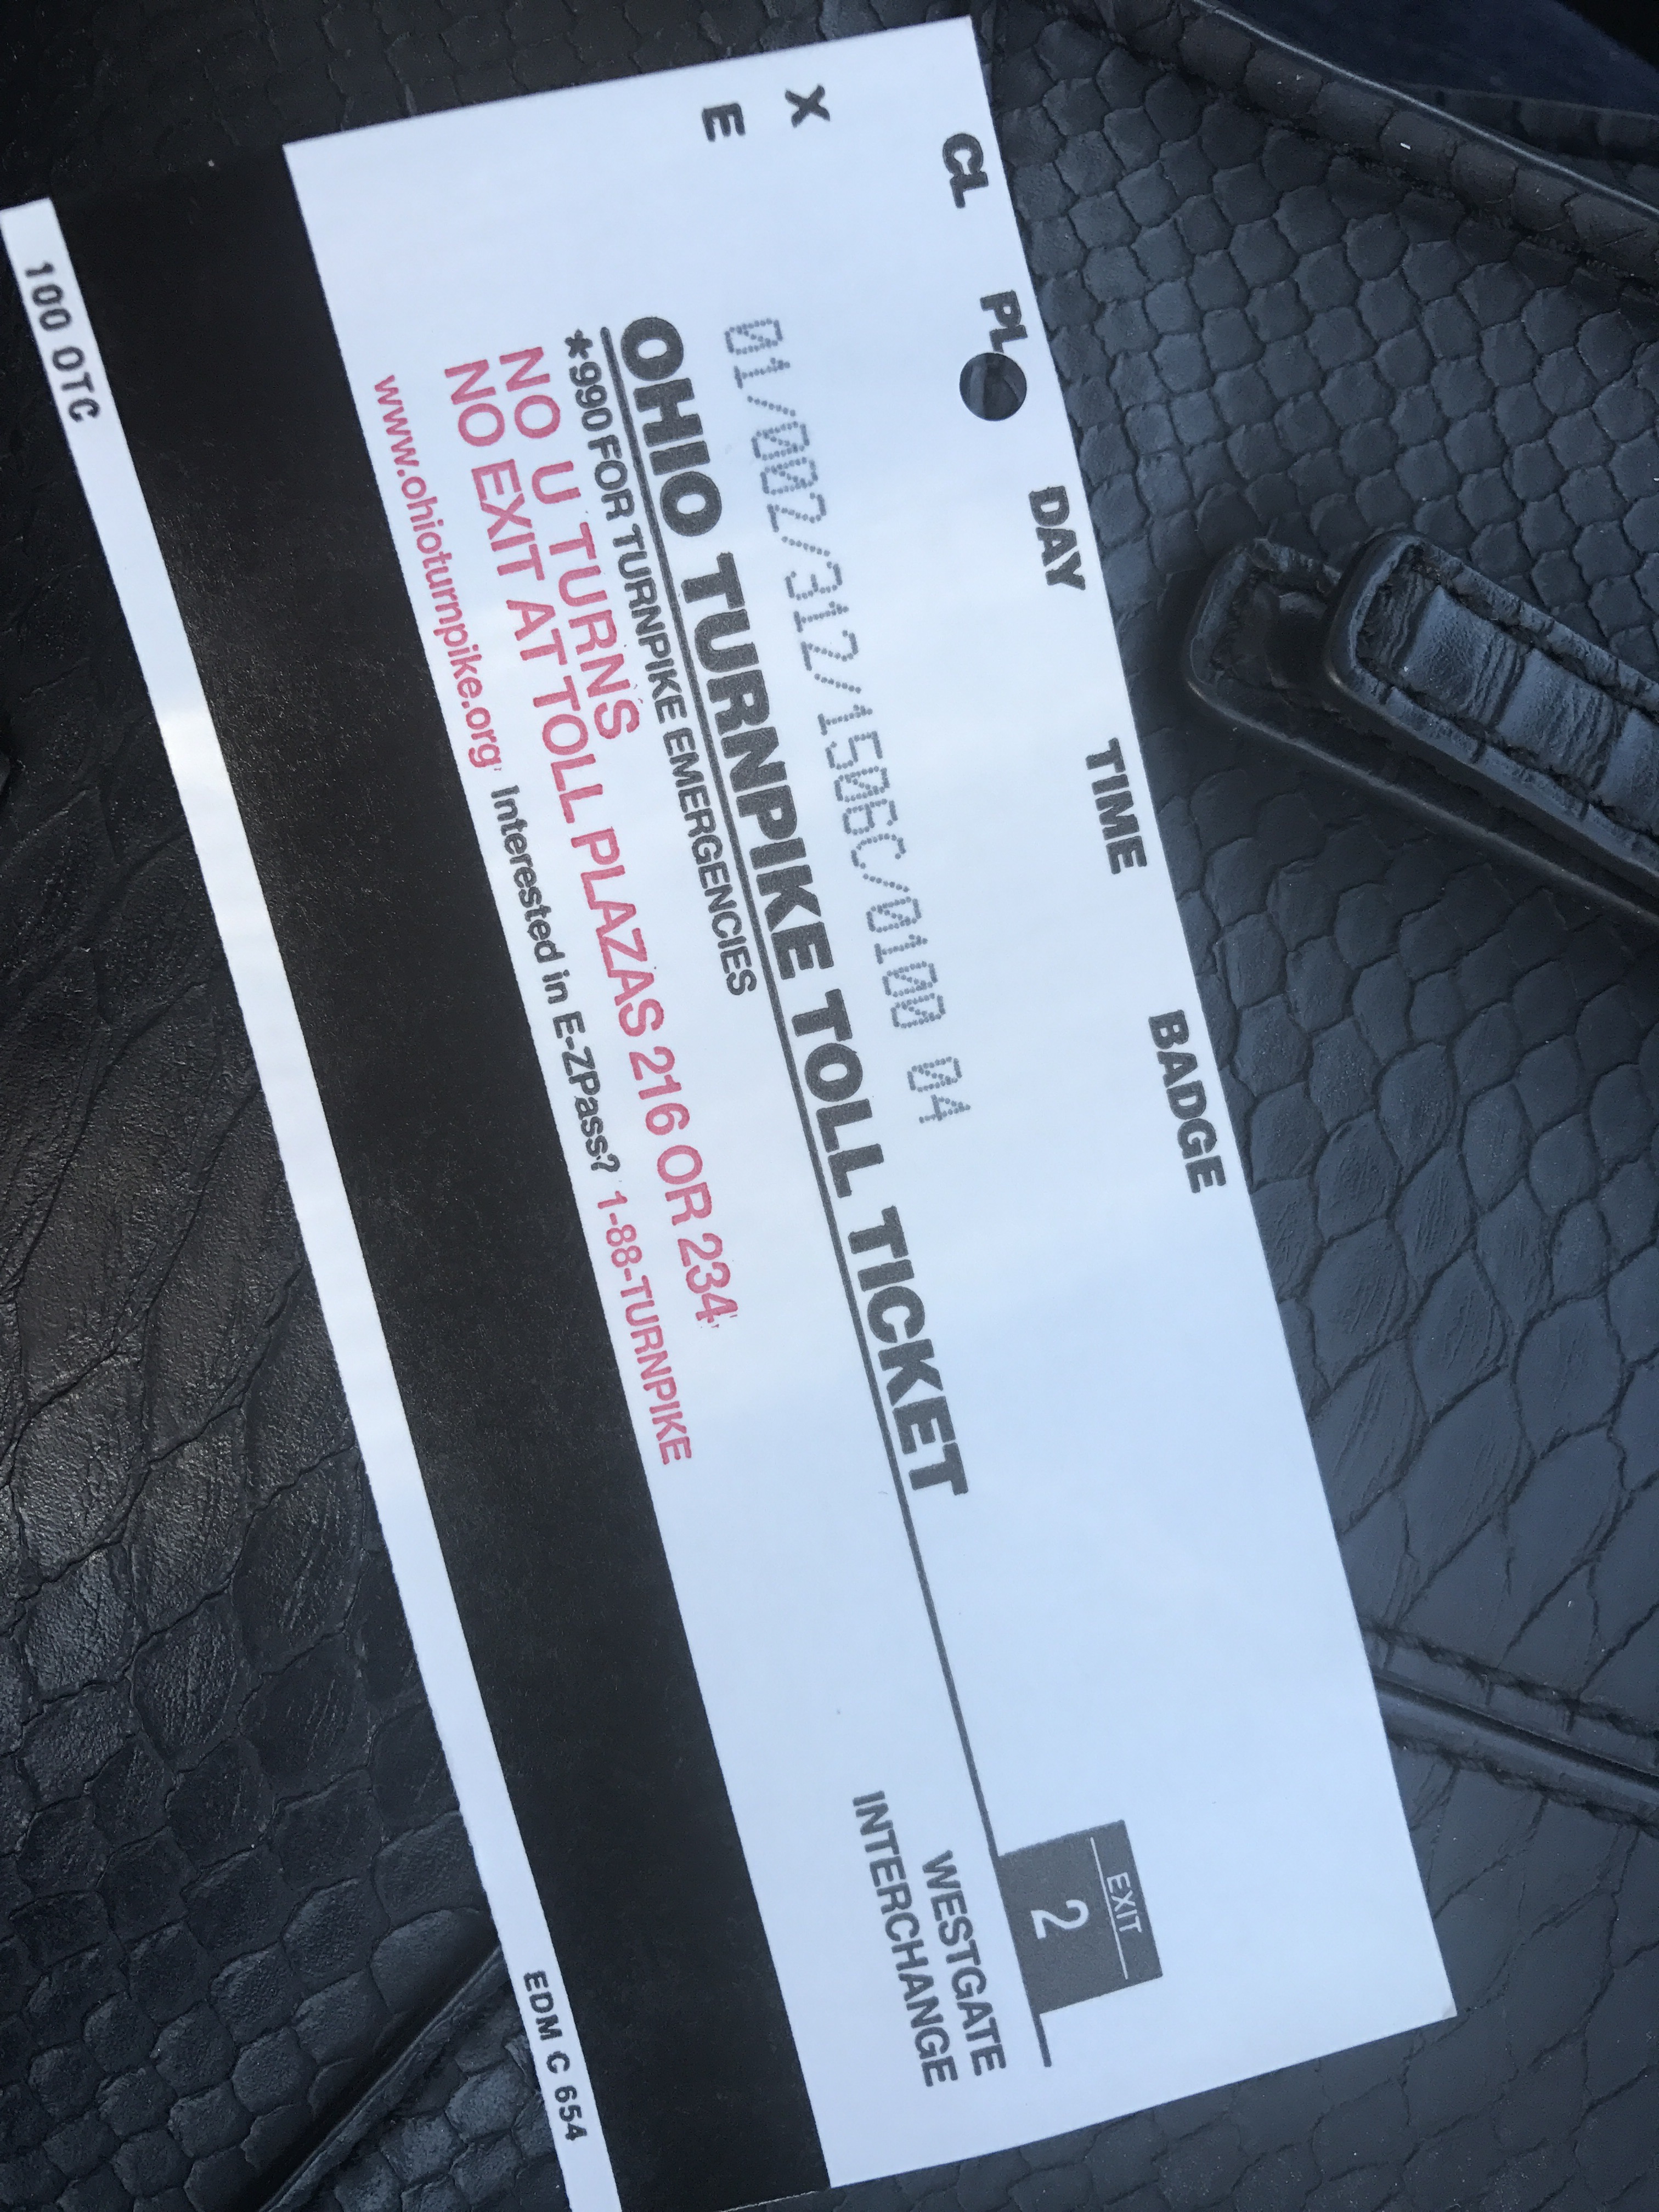 CL PL DAY TIME BADGE
X
E
01/002/312/1506C/0100 04
EXIT
2
OHIO TURNPIKE TOLL TICKET
*990 FOR TURNPIKE EMERGENCIES
WESTGATE
INTERCHANGE
NO U TURNS
NO EXIT AT TOLL PLAZAS 216 OR 234
www.ohioturnpike.org Interested in E-ZPass? 1-88-TURNPIKE
100 OTC
EDM C 654